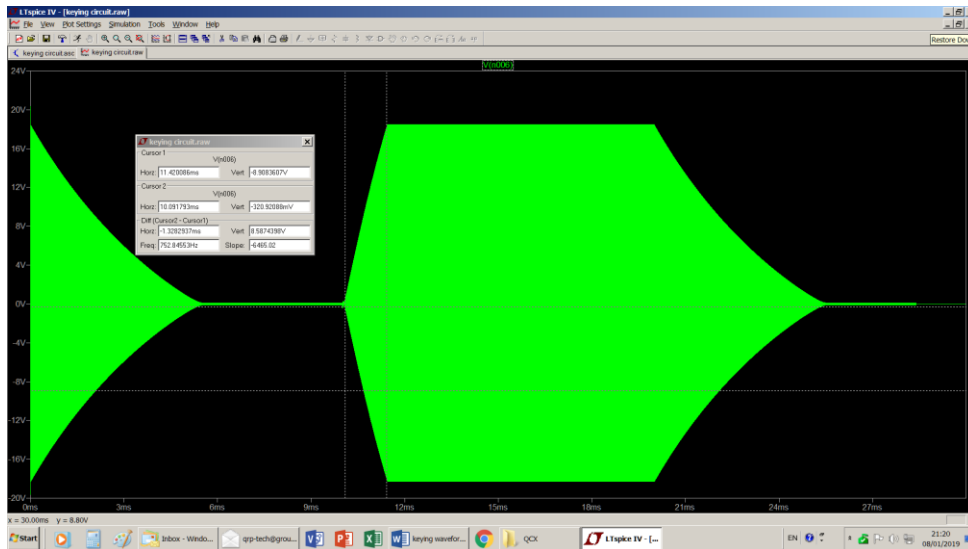 LTspice IV - [keying circuit.raw]
File View Plot Settings Simulation Tools Window Help
Restore Dow
keying circuit.asc keying circuit.raw
V(n006)
24V
20V
16V
12V
8V
4V
0V
-4V
-8V
-12V
-16V
-20V
keying circuit.raw
Cursor 1
V(n006)
Horz: 11.420086ms Vert: -8.9083607V
Cursor 2
V(n006)
Horz: 10.091793ms Vert: -320.92088mV
Diff (Cursor2 - Cursor1)
Horz: -1.3282937ms Vert: 8.5874398V
Freq: 752.84553Hz Slope: -6465.02
0ms 3ms 6ms 9ms 12ms 15ms 18ms 21ms 24ms 27ms
x = 30.00ms y = 8.80V
Start Inbox - Windo... qrp-tech@grou... keying wavefor... QCX LTspice IV - [... EN 21:20
08/01/2019